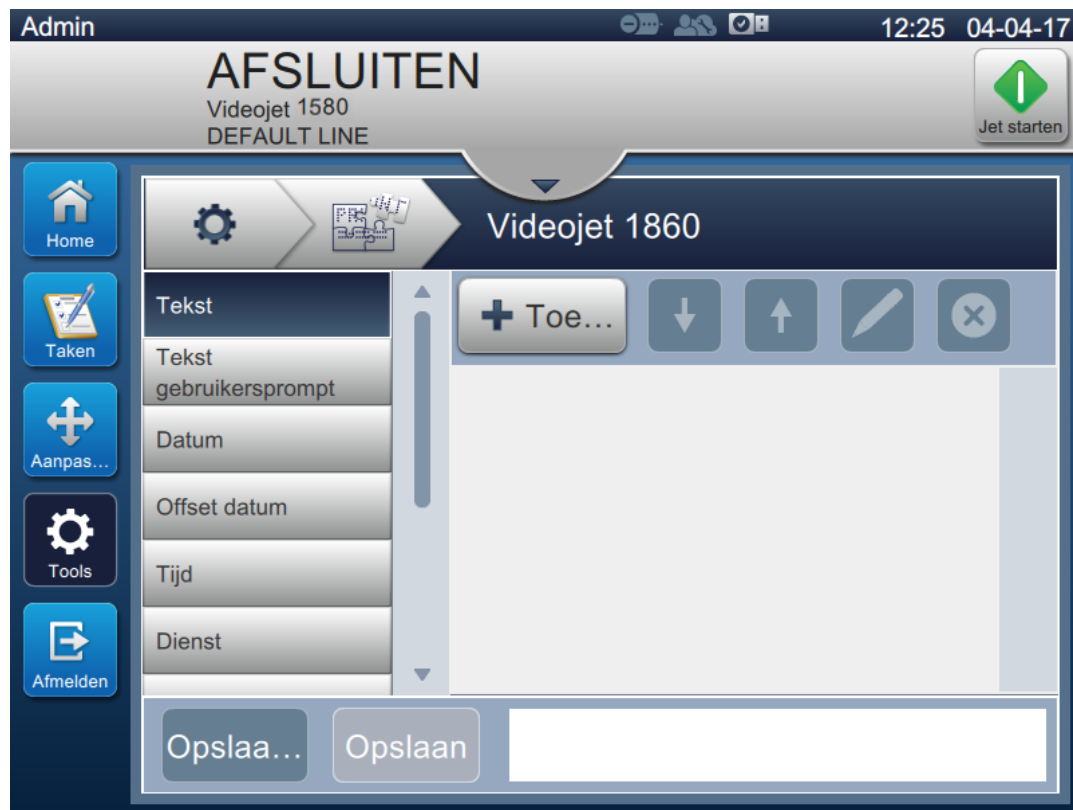 Admin
12:25 04-04-17
AFSLUITEN
Videojet 1580
DEFAULT LINE
Jet starten
Home
Videojet 1860
Taken
Aanpas...
Tools
Afmelden
Tekst
Tekst
gebruikersprompt
Datum
Offset datum
Tijd
Dienst
+ Toe...
Opslaa...
Opslaan